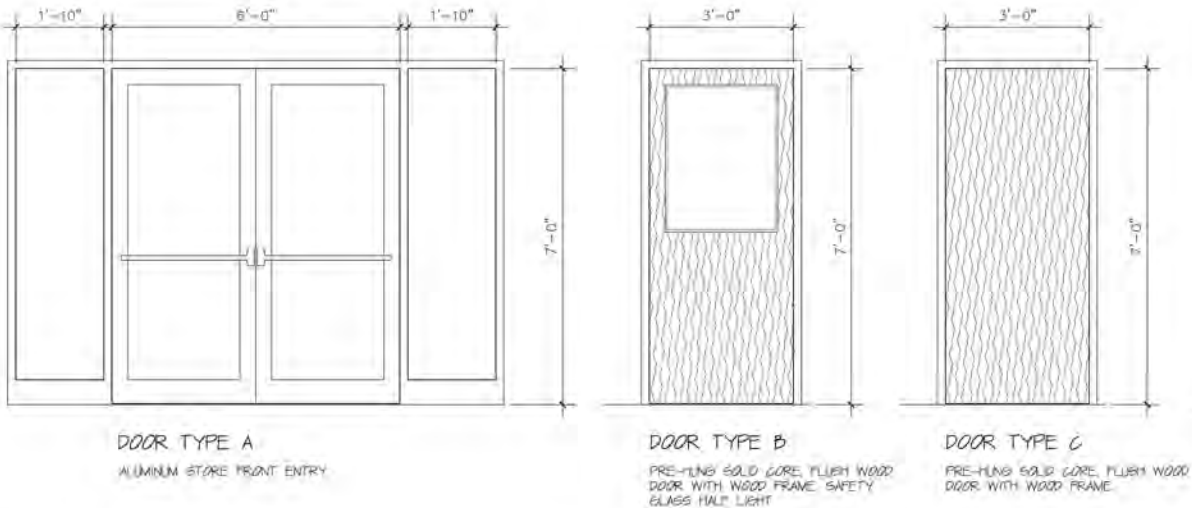 1'-10"
6'-0"
1'-10"
3'-0"
3'-0"
7'-0"
7'-0"
DOOR TYPE A
ALUMINUM STORE FRONT ENTRY
DOOR TYPE B
PRE-HUNG SOLID CORE, FLUSH WOOD
DOOR WITH WOOD FRAME. SAFETY
GLASS HALF LIGHT
DOOR TYPE C
PRE-HUNG SOLID CORE, FLUSH WOOD
DOOR WITH WOOD FRAME.